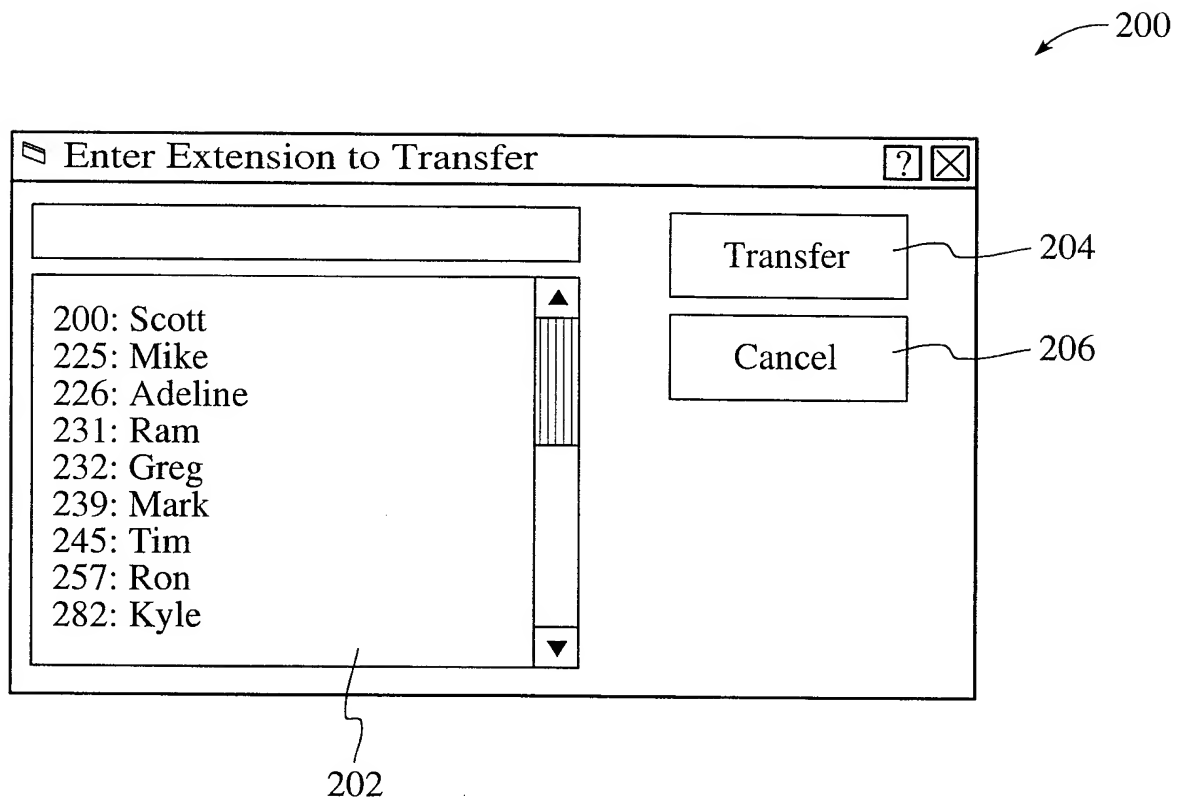 200
Enter Extension to Transfer ?
Transfer
204
Cancel
206
200: Scott
225: Mike
226: Adeline
231: Ram
232: Greg
239: Mark
245: Tim
257: Ron
282: Kyle
202